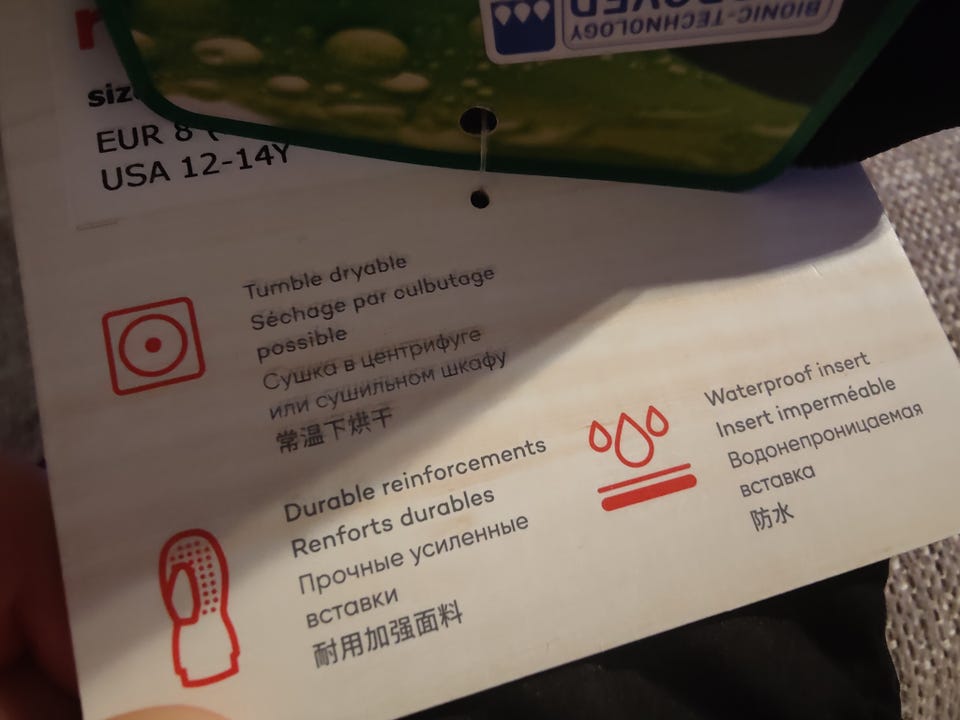 BIONIC-TECHNOLOGY
EUR 8
USA 12-14Y
Tumble dryable
Séchage par culbutage
possible
Сушка в центрифуге
или сушильном шкафу
常温下烘干
Durable reinforcements
Renforts durables
Прочные усиленные
вставки
耐用加强面料
Waterproof insert
Insert imperméable
Водонепроницаемая
вставка
防水